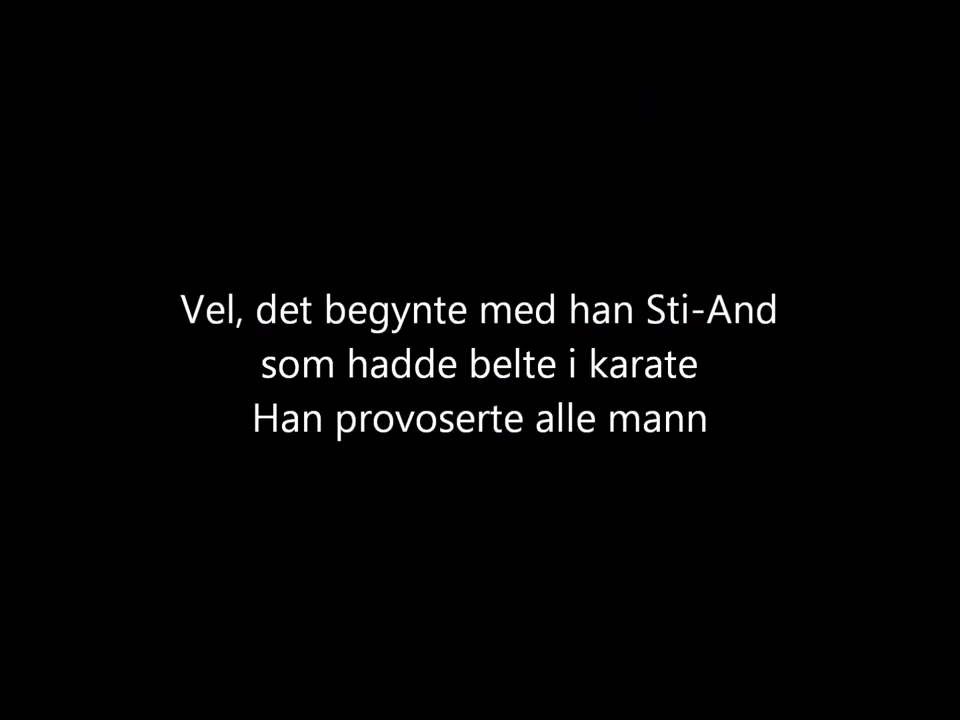 Vel, det begynte med han Sti-And
som hadde belte i karate
Han provoserte alle mann